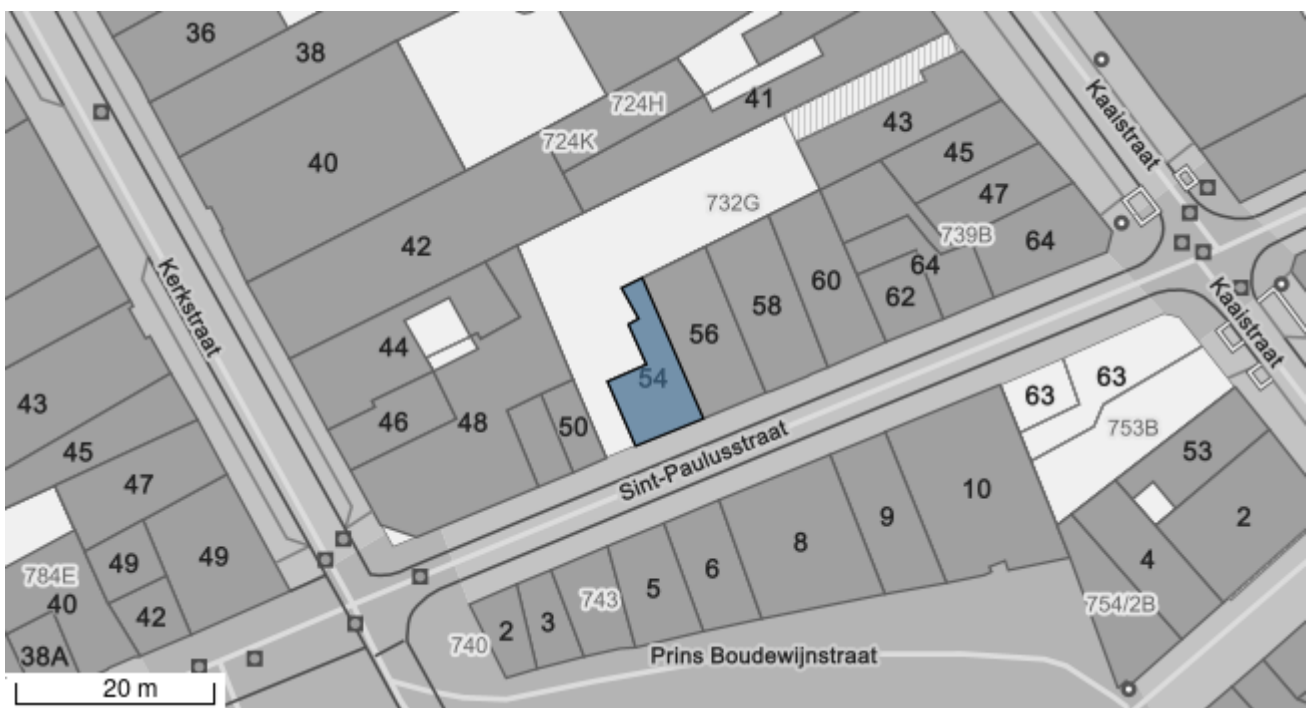 36
38
41
724H
724K
40
43
45
47
732G
739B
64
64
62
60
58
56
54
42
44
46
48
50
Kaaistraat
Kaaistraat
Kerkstraat
43
45
47
49
49
42
784E
40
38A
Sint-Paulusstraat
63
63
753B
53
2
4
754/2B
10
9
8
6
5
743
3
2
740
Prins Boudewijnstraat
20 m